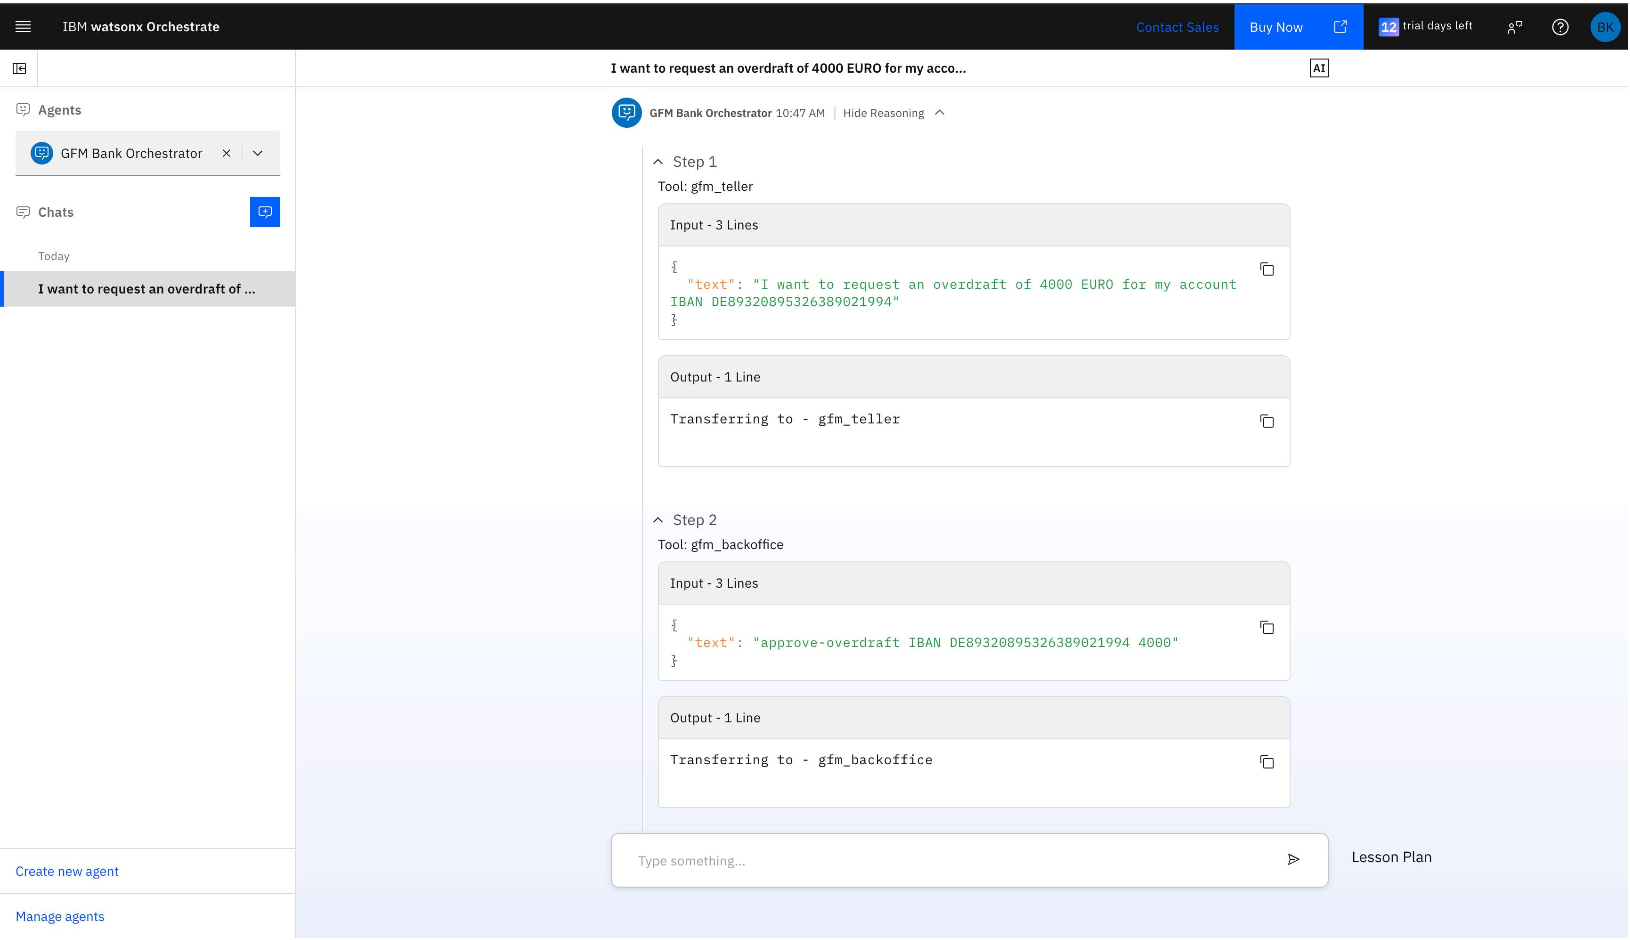 IBM watsonx Orchestrate
Contact Sales
Buy Now
12 trial days left
BK
I want to request an overdraft of 4000 EURO for my acco...
AI
Agents
GFM Bank Orchestrator
Chats
Today
I want to request an overdraft of ...
Create new agent
Manage agents
GFM Bank Orchestrator 10:47 AM | Hide Reasoning
Step 1
Tool: gfm_teller
Input - 3 Lines
{
"text": "I want to request an overdraft of 4000 EURO for my account
IBAN DE89320895326389021994"
}
Output - 1 Line
Transferring to - gfm_teller
Step 2
Tool: gfm_backoffice
Input - 3 Lines
{
"text": "approve-overdraft IBAN DE89320895326389021994 4000"
}
Output - 1 Line
Transferring to - gfm_backoffice
Type something...
Lesson Plan